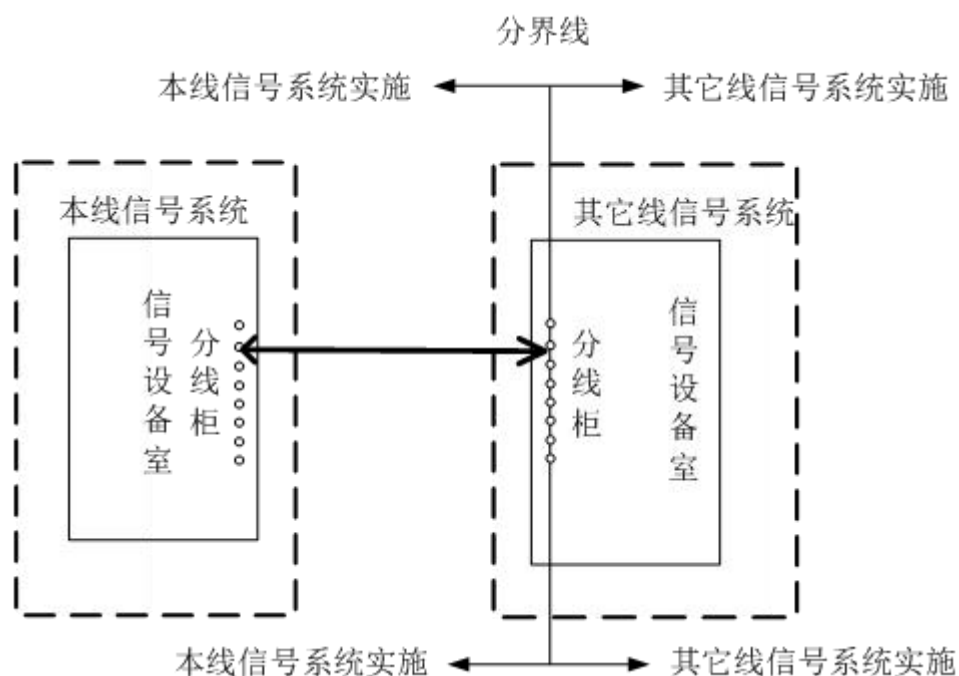 分界线
本线信号系统实施
其它线信号系统实施
本线信号系统
其它线信号系统
信号设备室
分线柜
分线柜
信号设备室
本线信号系统实施
其它线信号系统实施